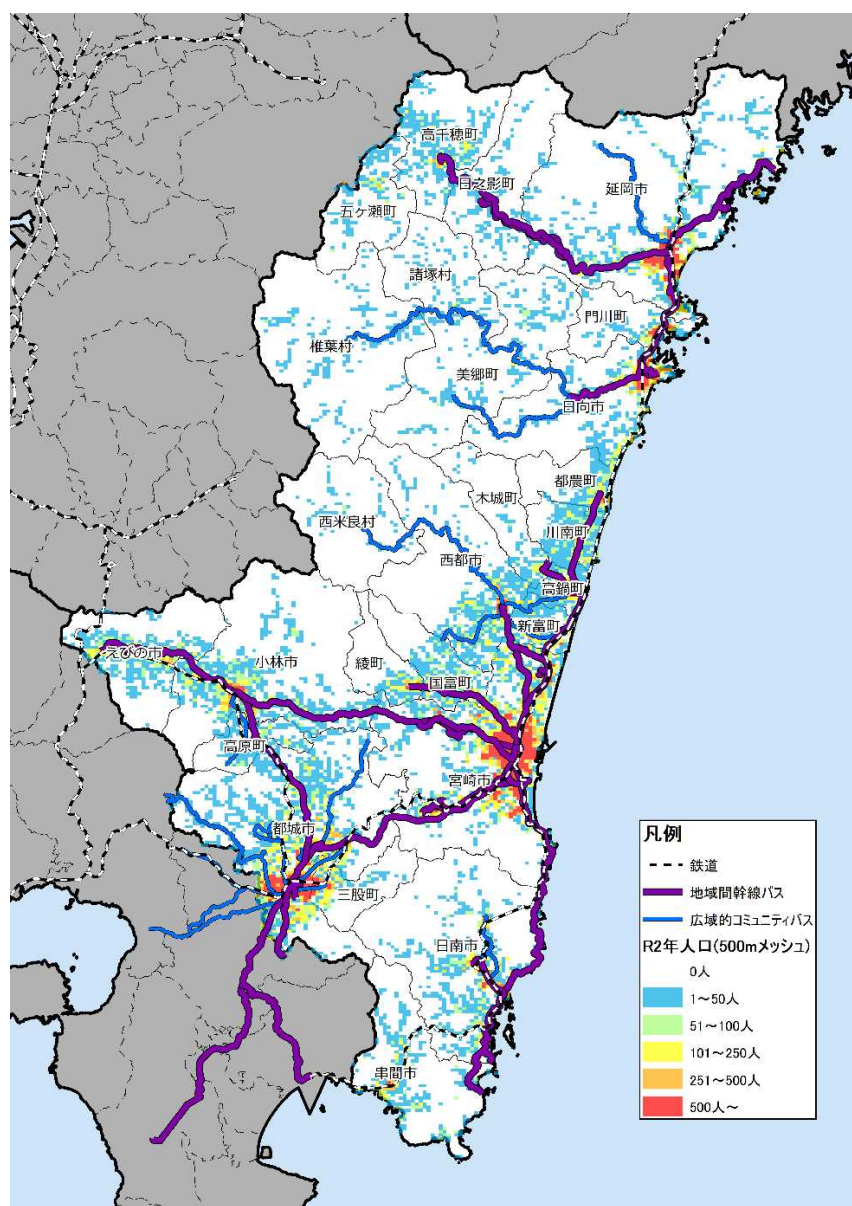 高千穂町
日之影町
延岡市
五ヶ瀬町
諸塚村
門川町
椎葉村
美郷町
日向市
都農町
木城町
西米良村
川南町
西都市
高鍋町
新富町
えびの市
小林市
綾町
国富町
高原町
宮崎市
都城市
三股町
日南市
串間市
凡例
鉄道
地域間幹線バス
広域的コミュニティバス
R2年人口(500mメッシュ)
0人
1～50人
51～100人
101～250人
251～500人
500人～